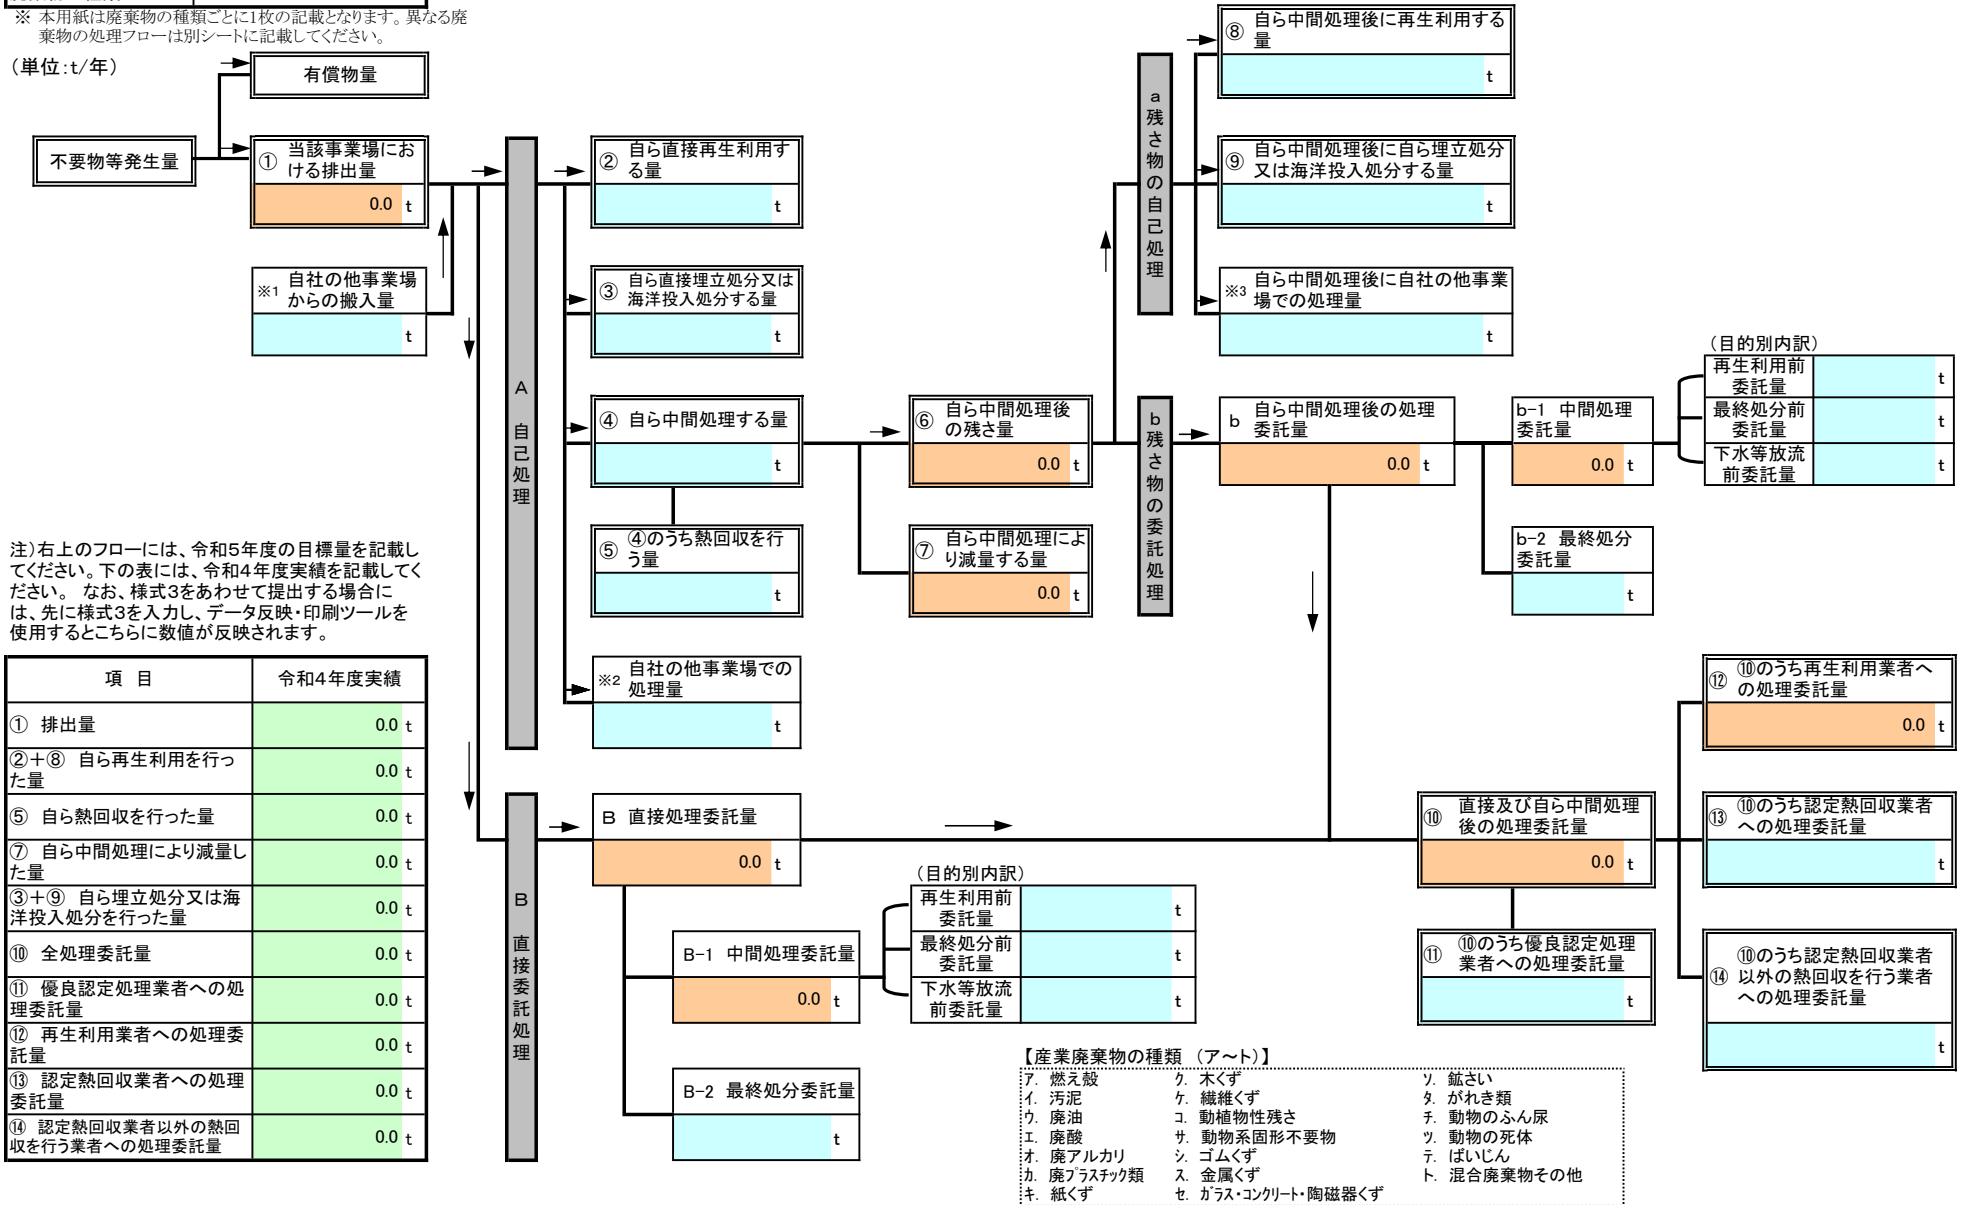 ※ 本用紙は廃棄物の種類ごとに1枚の記載となります。異なる廃
棄物の処理フローは別シートに記載してください。
(単位:t/年)
有償物量
不要物等発生量
① 当該事業場にお
ける排出量
0.0 t
※1 自社の他事業場
からの搬入量
t
A 自己処理
② 自ら直接再生利用す
る量
t
③ 自ら直接埋立処分又は
海洋投入処分する量
t
④ 自ら中間処理する量
t
⑤ ④のうち熱回収を行
う量
t
※2 自社の他事業場での
処理量
t
⑥ 自ら中間処理後
の残さ量
0.0 t
⑦ 自ら中間処理によ
り減量する量
0.0 t
a 残さ物の自己処理
⑧ 自ら中間処理後に再生利用する
量
t
⑨ 自ら中間処理後に自ら埋立処分
又は海洋投入処分する量
t
※3 自ら中間処理後に自社の他事業
場での処理量
t
b 残さ物の委託処理
b 自ら中間処理後の処理
委託量
0.0 t
b-1 中間処理
委託量
0.0 t
(目的別内訳)
再生利用前
委託量
t
最終処分前
委託量
t
下水等放流
前委託量
t
b-2 最終処分
委託量
t
注)右上のフローには、令和5年度の目標量を記載し
てください。下の表には、令和4年度実績を記載してく
ださい。 なお、様式3をあわせて提出する場合に
は、先に様式3を入力し、データ反映・印刷ツールを
使用するとこちらに数値が反映されます。
項 目 令和4年度実績
① 排出量 0.0 t
②+⑧ 自ら再生利用を行っ
た量 0.0 t
⑤ 自ら熱回収を行った量 0.0 t
⑦ 自ら中間処理により減量し
た量 0.0 t
③+⑨ 自ら埋立処分又は海
洋投入処分を行った量 0.0 t
⑩ 全処理委託量 0.0 t
⑪ 優良認定処理業者への処
理委託量 0.0 t
⑫ 再生利用業者への処理委
託量 0.0 t
⑬ 認定熱回収業者への処理
委託量 0.0 t
⑭ 認定熱回収業者以外の熱回
収を行う業者への処理委託量 0.0 t
B 直接委託処理
B 直接処理委託量
0.0 t
B-1 中間処理委託量
0.0 t
(目的別内訳)
再生利用前
委託量
t
最終処分前
委託量
t
下水等放流
前委託量
t
B-2 最終処分委託量
t
⑩ 直接及び自ら中間処理
後の処理委託量
0.0 t
⑪ ⑩のうち優良認定処理
業者への処理委託量
t
⑫ ⑩のうち再生利用業者へ
の処理委託量
0.0 t
⑬ ⑩のうち認定熱回収業者
への処理委託量
t
⑭ ⑩のうち認定熱回収業者
以外の熱回収を行う業者
への処理委託量
t
【産業廃棄物の種類 (ア~ト)】
ア. 燃え殻 ク. 木くず ソ. 鉱さい
イ. 汚泥 ケ. 繊維くず タ. がれき類
ウ. 廃油 コ. 動植物性残さ チ. 動物のふん尿
エ. 廃酸 サ. 動物系固形不要物 ツ. 動物の死体
オ. 廃アルカリ シ. ゴムくず テ. ばいじん
カ. 廃プラスチック類 ス. 金属くず ト. 混合廃棄物その他
キ. 紙くず セ. ガラス・コンクリート・陶磁器くず